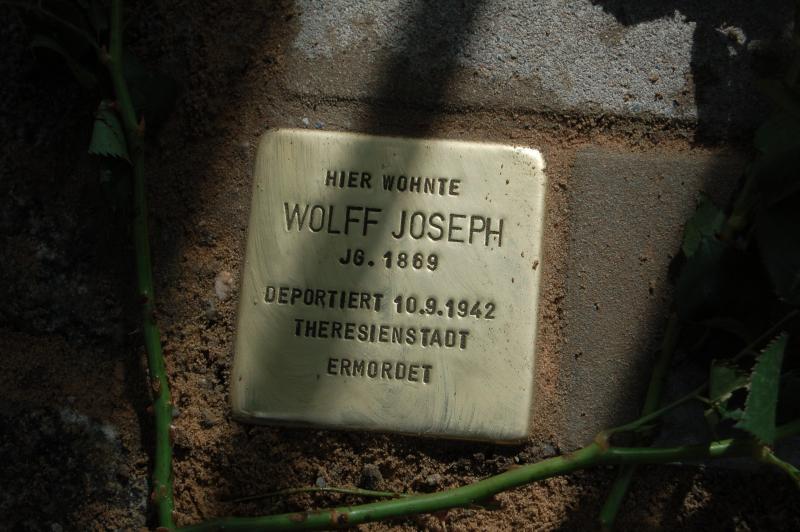 HIER WOHNTE
WOLFF JOSEPH
JG. 1869
DEPORTIERT 10.9.1942
THERESIENSTADT
ERMORDET